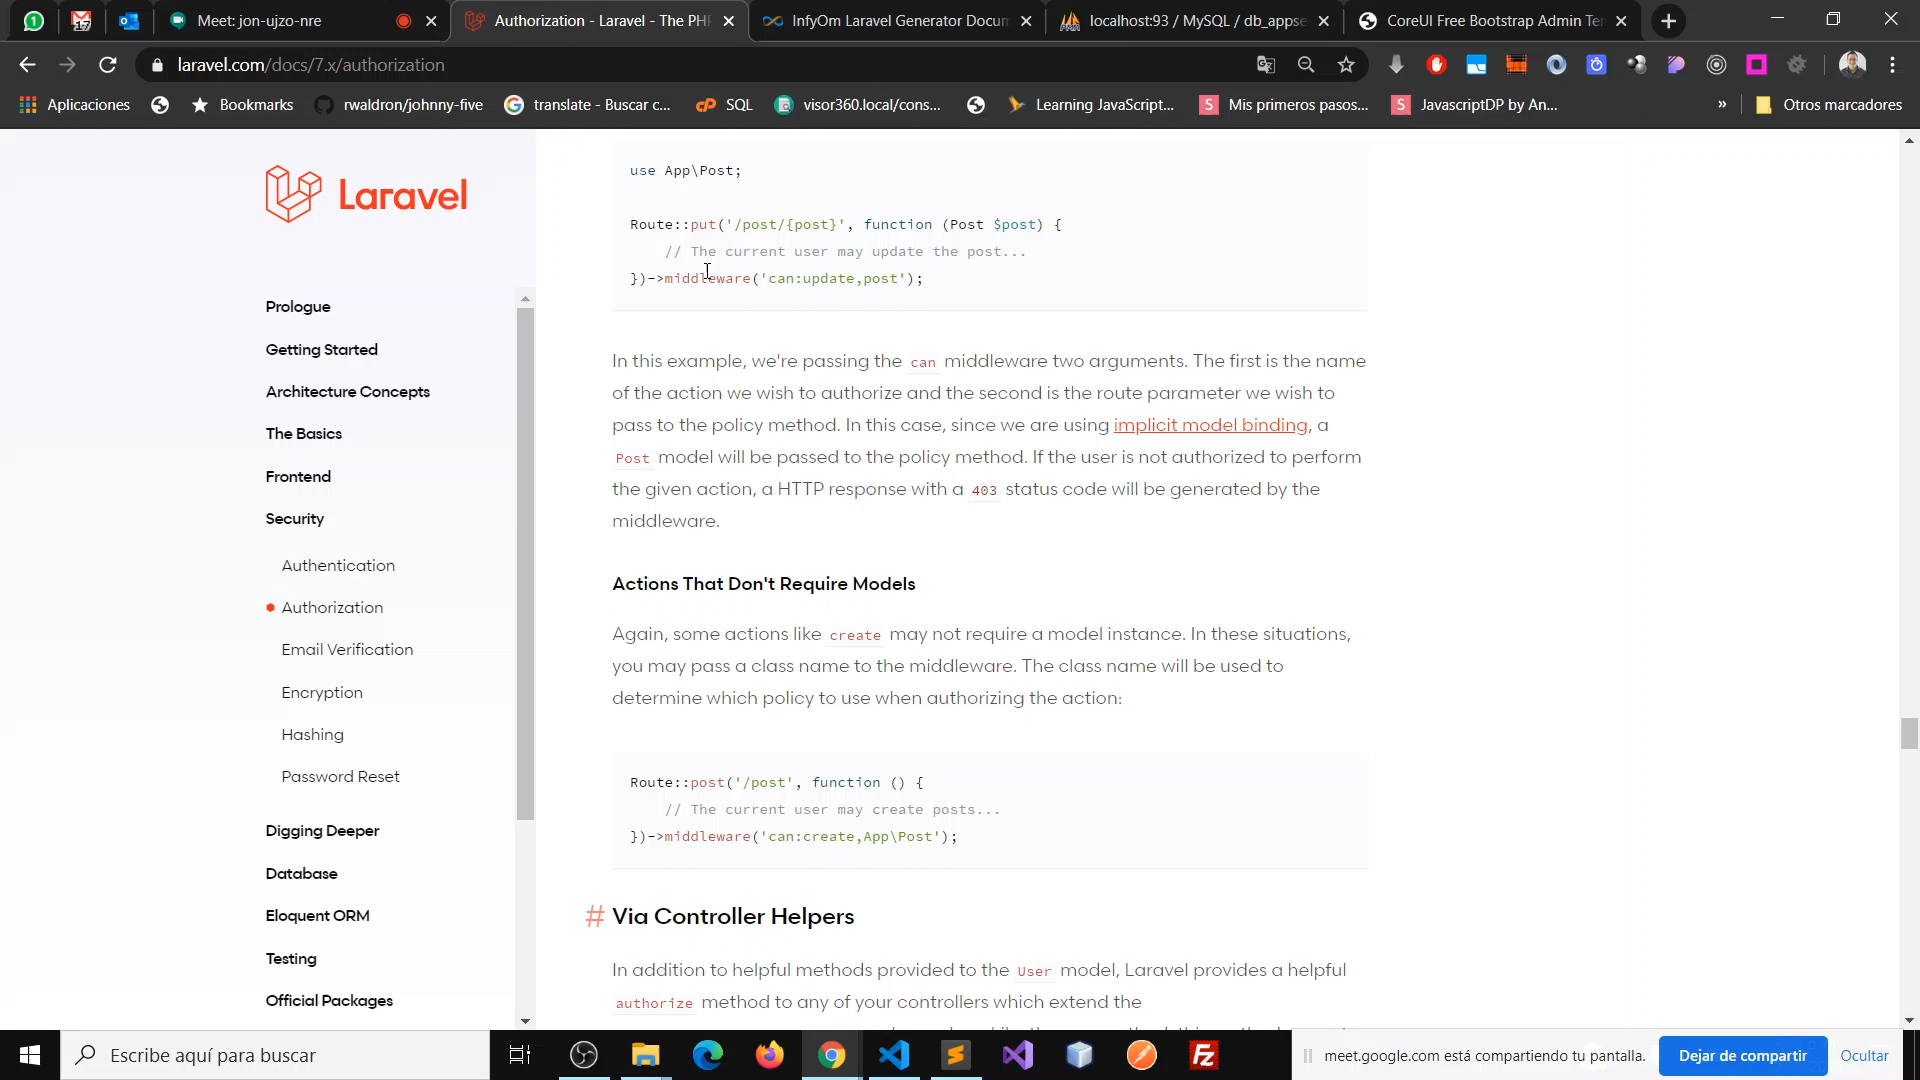 Meet: jon-ujzo-nre
Authorization - Laravel - The PHP
InfyOm Laravel Generator Docum
localhost:93 / MySQL / db_appse
CoreUI Free Bootstrap Admin Ter
laravel.com/docs/7.x/authorization
Aplicaciones
Bookmarks
rwaldron/johnny-five
translate - Buscar c...
SQL
visor360.local/cons...
Learning JavaScript...
Mis primeros pasos...
JavascriptDP by An...
»
Otros marcadores
Laravel
Prologue
Getting Started
Architecture Concepts
The Basics
Frontend
Security
Authentication
Authorization
Email Verification
Encryption
Hashing
Password Reset
Digging Deeper
Database
Eloquent ORM
Testing
Official Packages
use App\Post;
Route::put('/post/{post}', function (Post $post) {
// The current user may update the post...
})->middleware('can:update,post');
In this example, we're passing the can middleware two arguments. The first is the name
of the action we wish to authorize and the second is the route parameter we wish to
pass to the policy method. In this case, since we are using implicit model binding, a
Post model will be passed to the policy method. If the user is not authorized to perform
the given action, a HTTP response with a 403 status code will be generated by the
middleware.
Actions That Don't Require Models
Again, some actions like create may not require a model instance. In these situations,
you may pass a class name to the middleware. The class name will be used to
determine which policy to use when authorizing the action:
Route::post('/post', function () {
// The current user may create posts...
})->middleware('can:create,App\Post');
# Via Controller Helpers
In addition to helpful methods provided to the User model, Laravel provides a helpful
authorize method to any of your controllers which extend the
Escribe aquí para buscar
meet.google.com está compartiendo tu pantalla.
Dejar de compartir
Ocultar